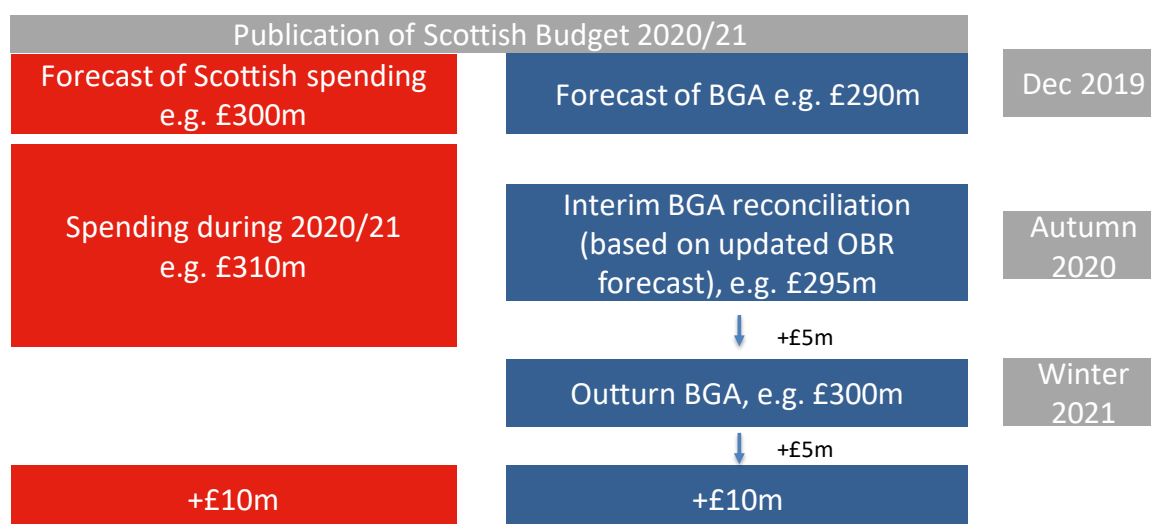 Publication of Scottish Budget 2020/21
Forecast of Scottish spending
e.g. £300m
Forecast of BGA e.g. £290m
Dec 2019
Spending during 2020/21
e.g. £310m
Interim BGA reconciliation
(based on updated OBR
forecast), e.g. £295m
Autumn
2020
+£5m
Outturn BGA, e.g. £300m
Winter
2021
+£5m
+£10m
+£10m